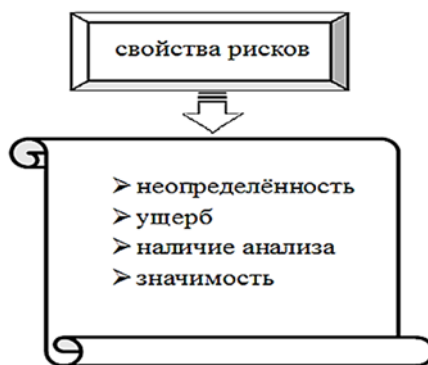 свойства рисков
➢ неопределённость
➢ ущерб
➢ наличие анализа
➢ значимость